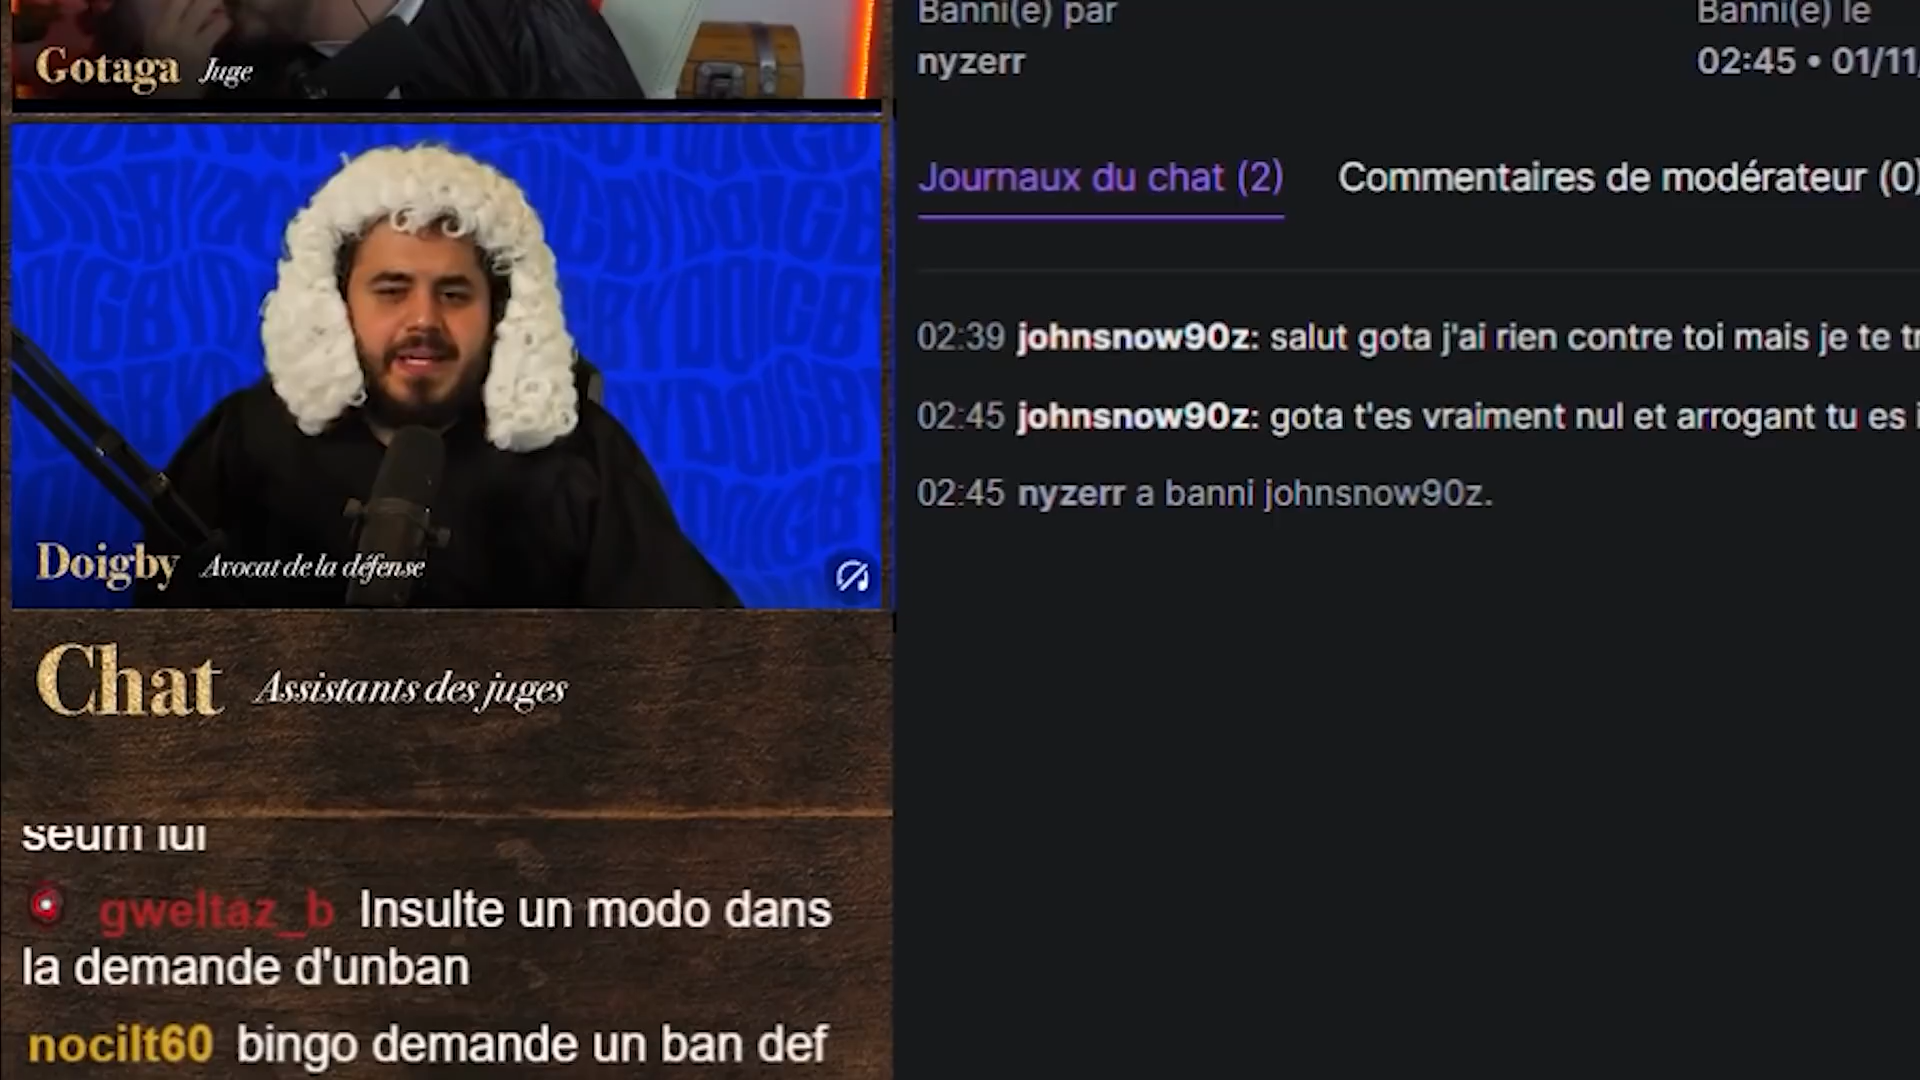 Gotaga Juge
Doigby Avocat de la défense
Chat Assistants des juges
seum lui
gweltaz_b Insulte un modo dans
la demande d'unban
nocilt60 bingo demande un ban def
Banni(e) par
nyzerr
Banni(e) le
02:45 • 01/11/
Journaux du chat (2)
Commentaires de modérateur (0)
02:39 johnsnow90z: salut gota j'ai rien contre toi mais je te
02:45 johnsnow90z: gota t'es vraiment nul et arrogant tu es
02:45 nyzerr a banni johnsnow90z.